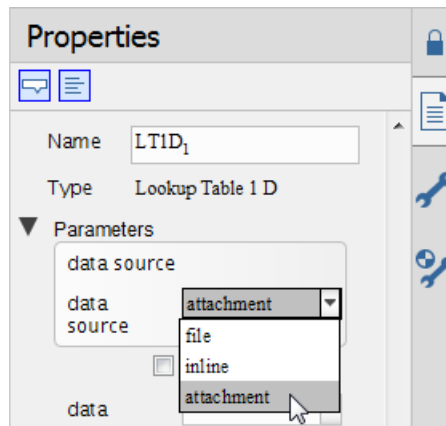 Properties
Name LT1D₁
Type Lookup Table 1 D
Parameters
data source
data source attachment
file
inline
attachment
data